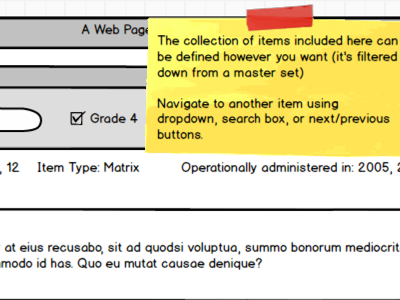 A Web Page
The collection of items included here can
be defined however you want (it's filtered
down from a master set)
Navigate to another item using
dropdown, search box, or next/previous
buttons.
Grade 4
, 12 Item Type: Matrix Operationally administered in: 2005, 2
at eius recusabo, sit ad quodsi voluptua, summo bonorum mediocrit
modo id has. Quo eu mutat causae denique?